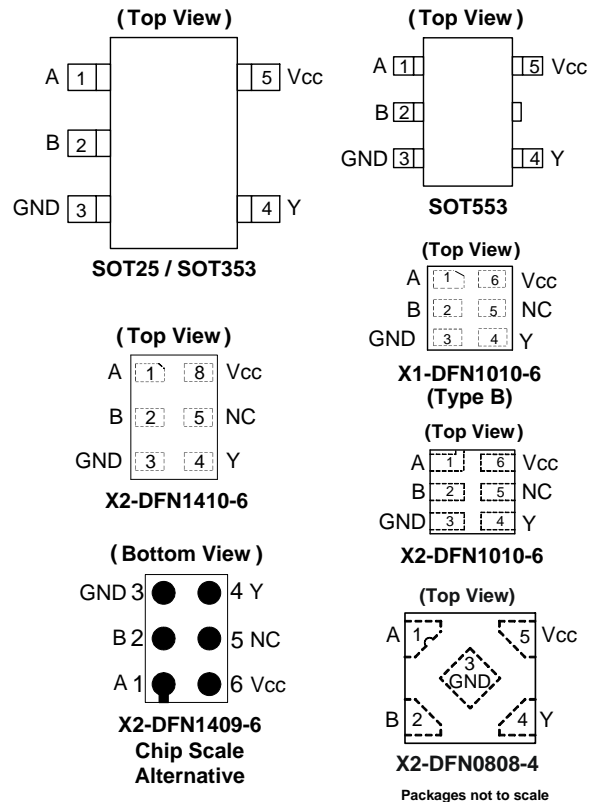 (Top View)
A 1 5 Vcc
B 2
GND 3 4 Y
SOT25 / SOT353
(Top View)
A 1 5 Vcc
B 2
GND 3 4 Y
SOT553
(Top View)
A 1 6 Vcc
B 2 5 NC
GND 3 4 Y
X1-DFN1010-6
(Type B)
(Top View)
A 1 8 Vcc
B 2 5 NC
GND 3 4 Y
X2-DFN1410-6
(Top View)
A 1 6 Vcc
B 2 5 NC
GND 3 4 Y
X2-DFN1010-6
(Bottom View)
GND 3 4 Y
B 2 5 NC
A 1 6 Vcc
X2-DFN1409-6
Chip Scale
Alternative
(Top View)
A 1 5 Vcc
3
GND
B 2 4 Y
X2-DFN0808-4
Packages not to scale